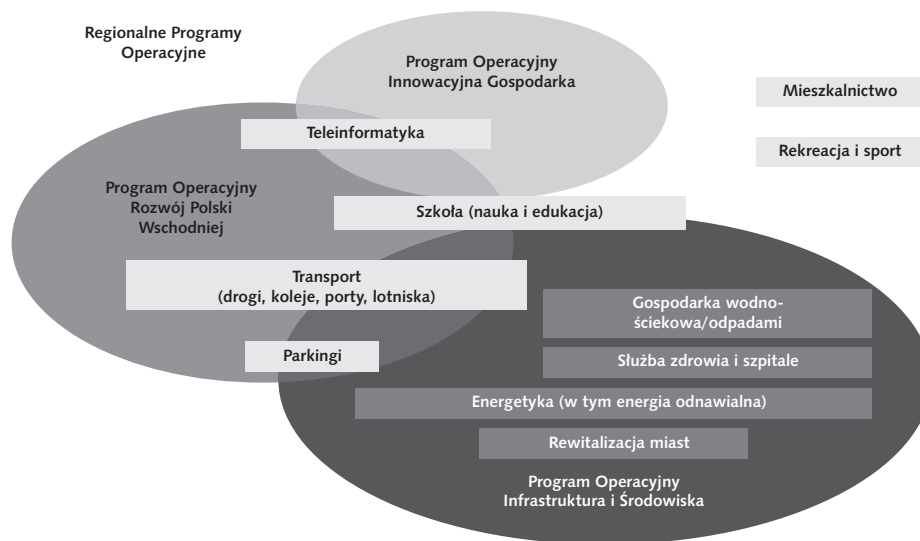 Regionalne Programy
Operacyjne
Program Operacyjny
Innowacyjna Gospodarka
Mieszkalnictwo
Teleinformatyka
Rekreacja i sport
Program Operacyjny
Rozwój Polski
Wschodniej
Szkoła (nauka i edukacja)
Transport
(drogi, koleje, porty, lotniska)
Gospodarka wodno-
ściekowa/odpadami
Parkingi
Służba zdrowia i szpitale
Energetyka (w tym energia odnawialna)
Rewitalizacja miast
Program Operacyjny
Infrastruktura i Środowiska